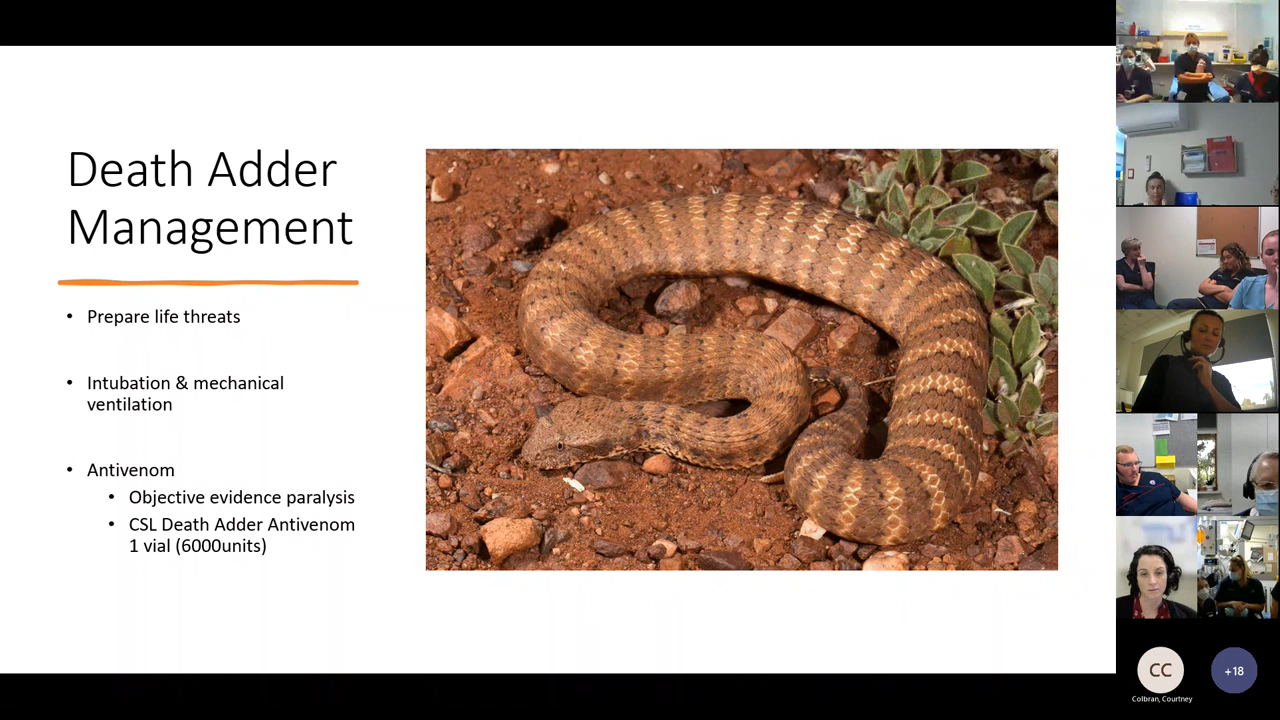 Death Adder
Management
• Prepare life threats
• Intubation & mechanical
ventilation
• Antivenom
• Objective evidence paralysis
• CSL Death Adder Antivenom
1 vial (6000units)
CC
+18
Colbran, Courtney